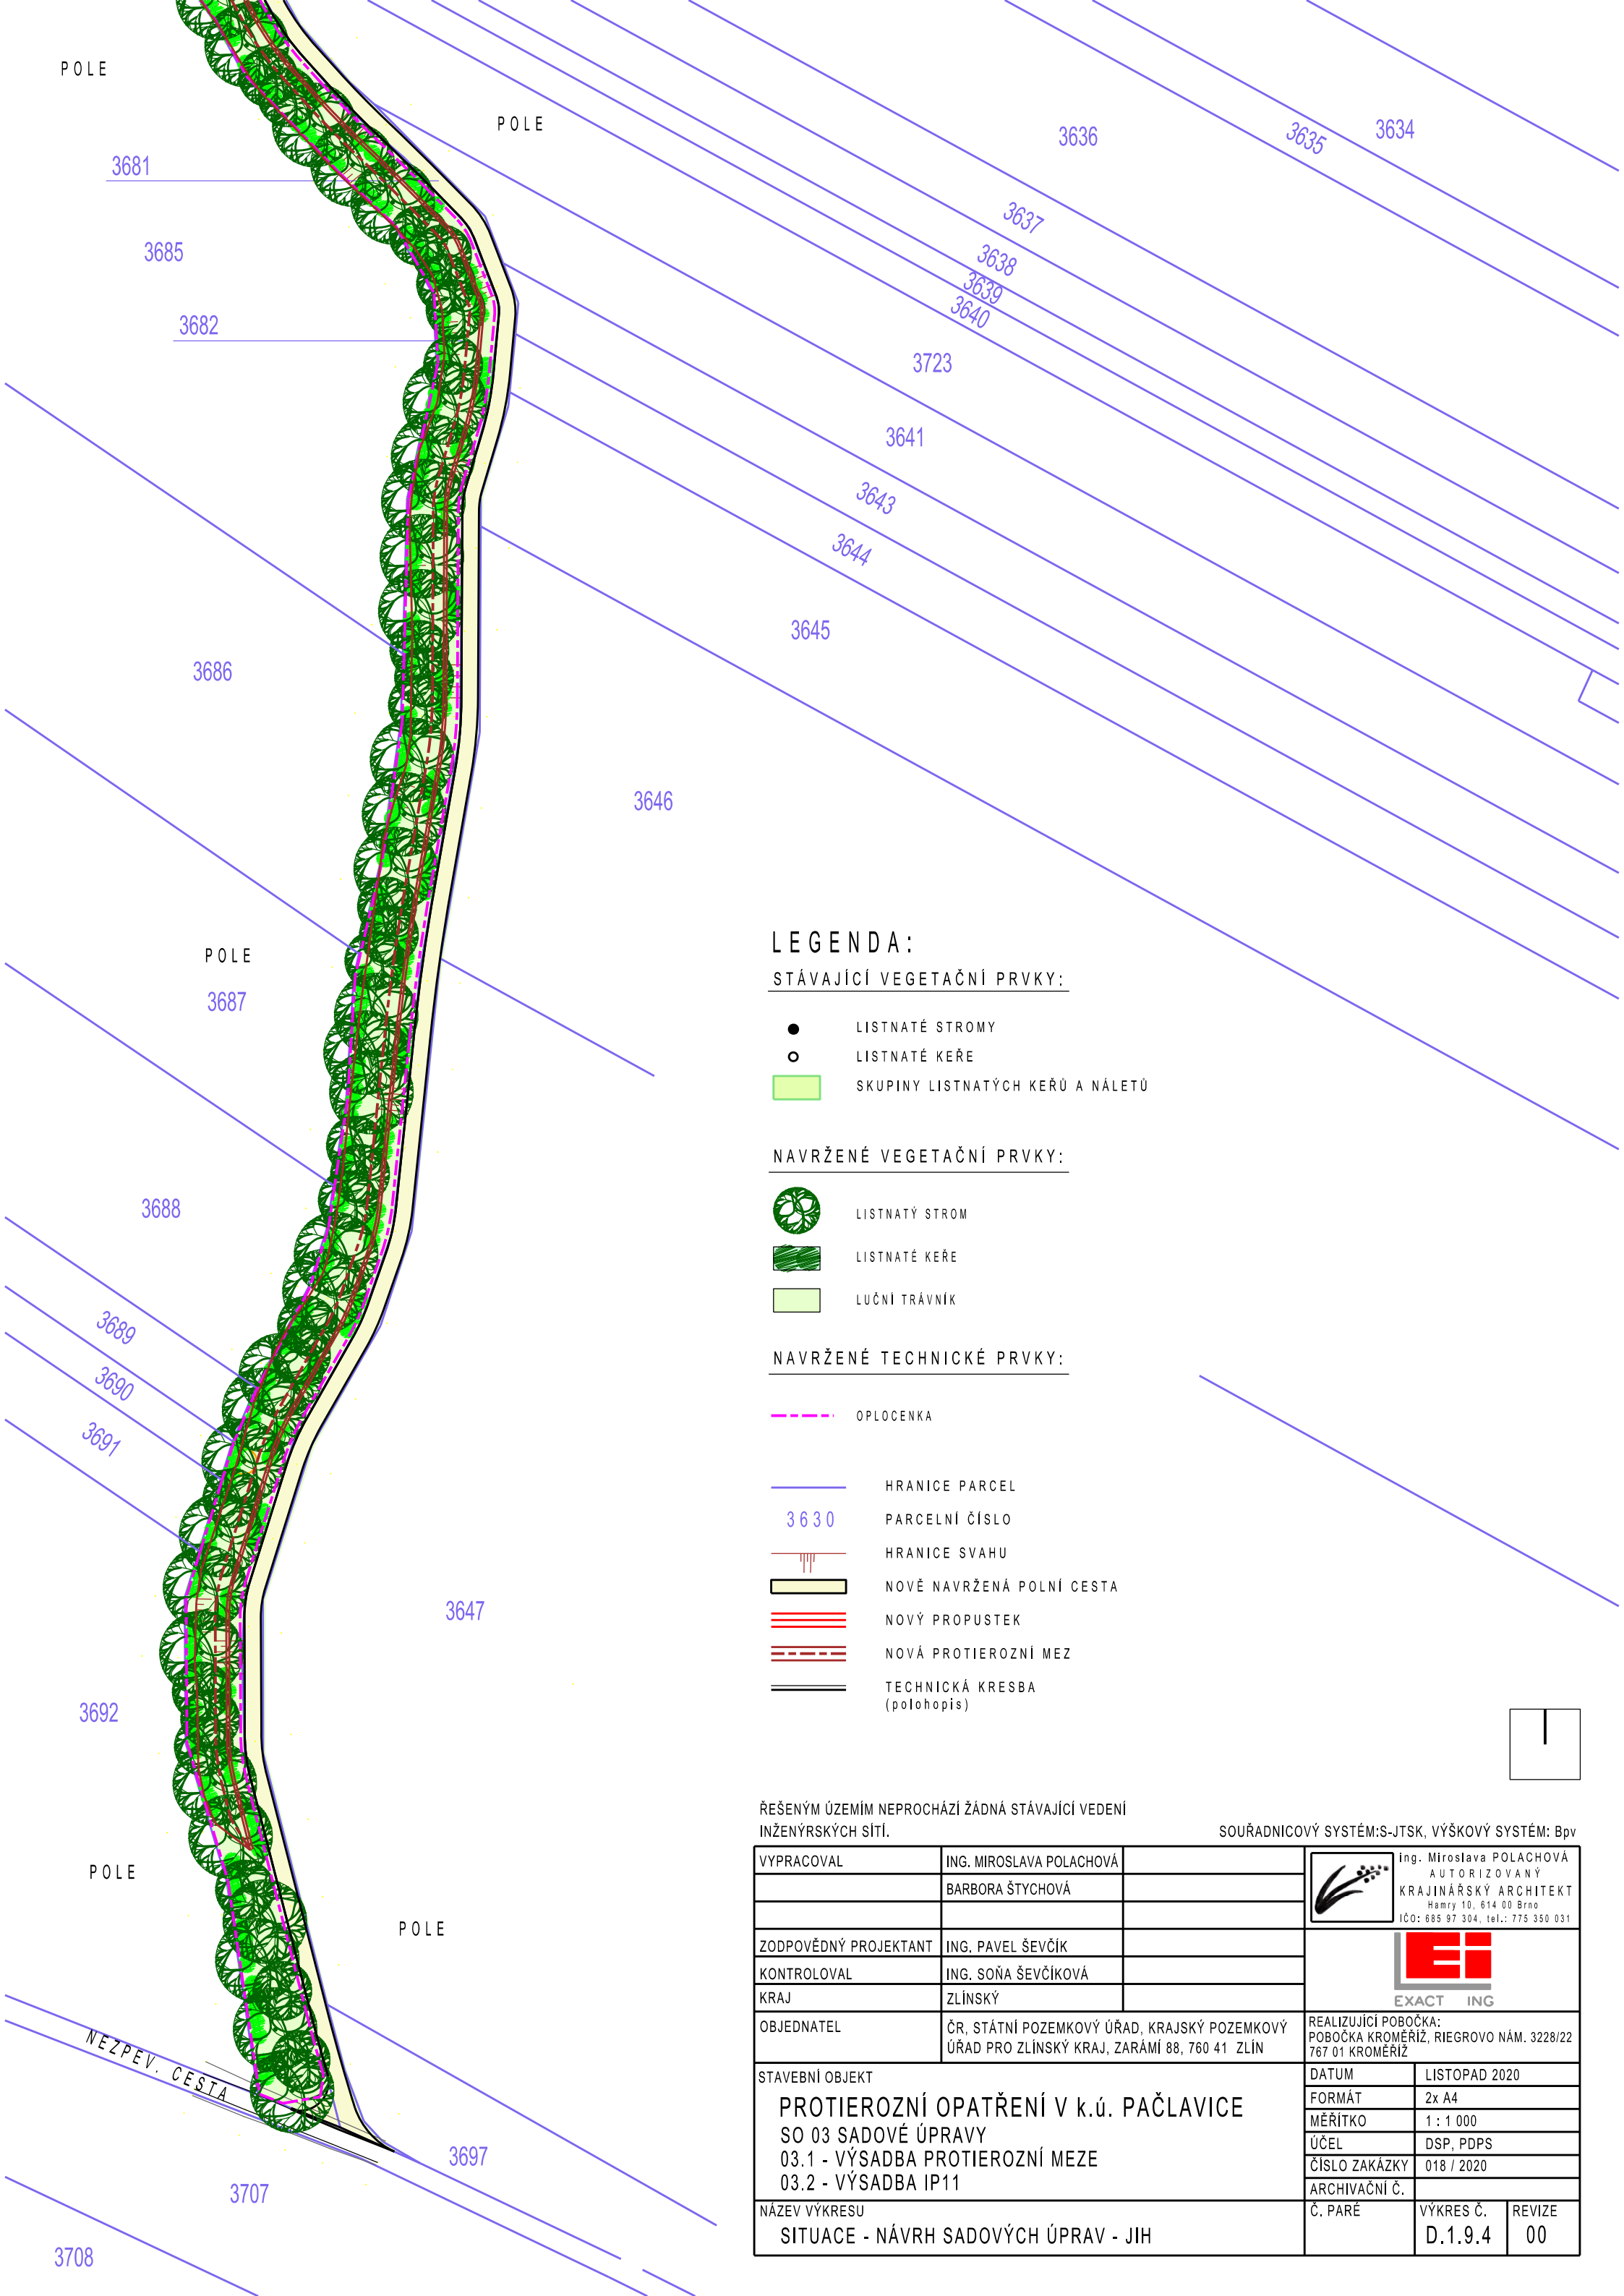 POLE
POLE
3636
3635
3634
3681
3637
3685
3638
3639
3640
3682
3723
3641
3643
3644
3645
3686
3646
POLE
3687
3688
3689
3690
3691
3647
3692
POLE
POLE
NEZPEV. CESTA
3697
3707
3708
LEGENDA:
STÁVAJÍCÍ VEGETAČNÍ PRVKY:
LISTNATÉ STROMY
LISTNATÉ KEŘE
SKUPINY LISTNATÝCH KEŘŮ A NÁLETŮ
NAVRŽENÉ VEGETAČNÍ PRVKY:
LISTNATÝ STROM
LISTNATÉ KEŘE
LUČNÍ TRÁVNÍK
NAVRŽENÉ TECHNICKÉ PRVKY:
OPLOCENKA
HRANICE PARCEL
3630 PARCELNÍ ČÍSLO
HRANICE SVAHU
NOVĚ NAVRŽENÁ POLNÍ CESTA
NOVÝ PROPUSTEK
NOVÁ PROTIEROZNÍ MEZ
TECHNICKÁ KRESBA
(polohopis)
ŘEŠENÝM ÚZEMÍM NEPROCHÁZÍ ŽÁDNÁ STÁVAJÍCÍ VEDENÍ
INŽENÝRSKÝCH SÍTÍ.
SOUŘADNICOVÝ SYSTÉM:S-JTSK, VÝŠKOVÝ SYSTÉM: Bpv
VYPRACOVAL ING. MIROSLAVA POLACHOVÁ
BARBORA ŠTYCHOVÁ
ing. Miroslava POLACHOVÁ
AUTORIZOVANÝ
KRAJINÁŘSKÝ ARCHITEKT
Hamry 10, 614 00 Brno
IČO: 685 97 304, tel.: 775 350 031
ZODPOVĚDNÝ PROJEKTANT ING. PAVEL ŠEVČÍK
KONTROLOVAL ING. SOŇA ŠEVČÍKOVÁ
KRAJ ZLÍNSKÝ
EXACT ING
OBJEDNATEL ČR, STÁTNÍ POZEMKOVÝ ÚŘAD, KRAJSKÝ POZEMKOVÝ
ÚŘAD PRO ZLÍNSKÝ KRAJ, ZARÁMÍ 88, 760 41 ZLÍN
REALIZUJÍCÍ POBOČKA:
POBOČKA KROMĚŘÍŽ, RIEGROVO NÁM. 3228/22
767 01 KROMĚŘÍŽ
STAVEBNÍ OBJEKT
PROTIEROZNÍ OPATŘENÍ V k.ú. PAČLAVICE
SO 03 SADOVÉ ÚPRAVY
03.1 - VÝSADBA PROTIEROZNÍ MEZE
03.2 - VÝSADBA IP11
DATUM LISTOPAD 2020
FORMÁT 2x A4
MĚŘÍTKO 1 : 1 000
ÚČEL DSP, PDPS
ČÍSLO ZAKÁZKY 018 / 2020
ARCHIVAČNÍ Č.
NÁZEV VÝKRESU
SITUACE - NÁVRH SADOVÝCH ÚPRAV - JIH
Č. PARÉ VÝKRES Č. REVIZE
D.1.9.4 00